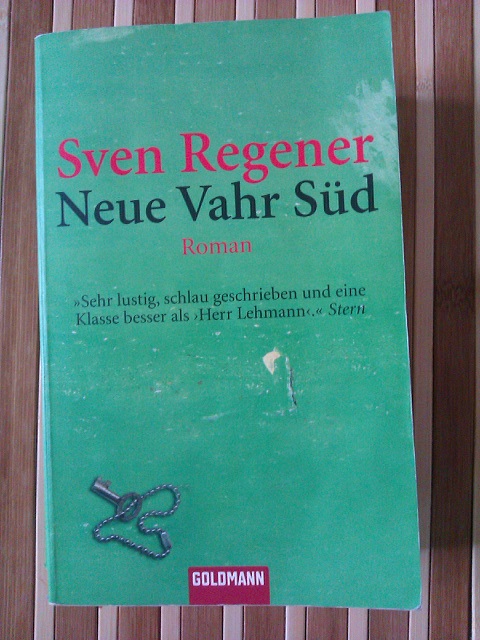 Sven Regener
Neue Vahr Süd
Roman
»Sehr lustig, schlau geschrieben und eine
Klasse besser als ›Herr Lehmann‹.« Stern
GOLDMANN